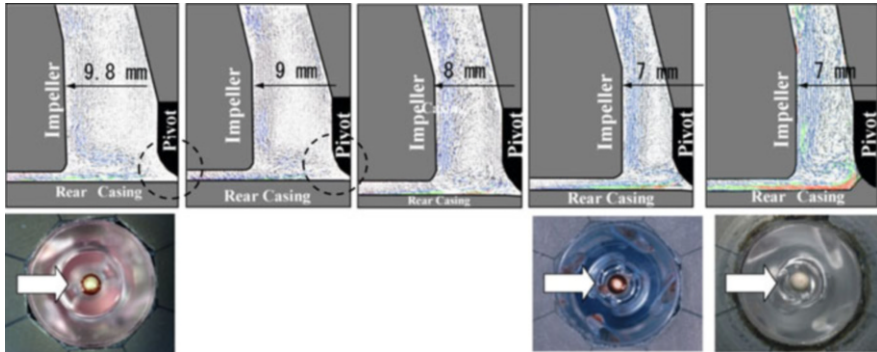 9.8 mm
Impeller
Pivot
Rear Casing
9 mm
Impeller
Pivot
Rear Casing
8 mm
Impeller
Pivot
Rear Casing
7 mm
Impeller
Pivot
Rear Casing
7 mm
Impeller
Pivot
Rear Casing